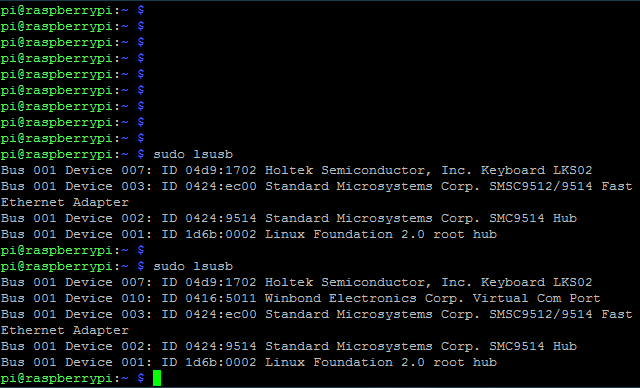 pi@raspberrypi:~ $
pi@raspberrypi:~ $
pi@raspberrypi:~ $
pi@raspberrypi:~ $
pi@raspberrypi:~ $
pi@raspberrypi:~ $
pi@raspberrypi:~ $
pi@raspberrypi:~ $
pi@raspberrypi:~ $
pi@raspberrypi:~ $ sudo lsusb
Bus 001 Device 007: ID 04d9:1702 Holtek Semiconductor, Inc. Keyboard LKS02
Bus 001 Device 003: ID 0424:ec00 Standard Microsystems Corp. SMSC9512/9514 Fast
Ethernet Adapter
Bus 001 Device 002: ID 0424:9514 Standard Microsystems Corp. SMC9514 Hub
Bus 001 Device 001: ID 1d6b:0002 Linux Foundation 2.0 root hub
pi@raspberrypi:~ $
pi@raspberrypi:~ $ sudo lsusb
Bus 001 Device 007: ID 04d9:1702 Holtek Semiconductor, Inc. Keyboard LKS02
Bus 001 Device 010: ID 0416:5011 Winbond Electronics Corp. Virtual Com Port
Bus 001 Device 003: ID 0424:ec00 Standard Microsystems Corp. SMSC9512/9514 Fast
Ethernet Adapter
Bus 001 Device 002: ID 0424:9514 Standard Microsystems Corp. SMC9514 Hub
Bus 001 Device 001: ID 1d6b:0002 Linux Foundation 2.0 root hub
pi@raspberrypi:~ $